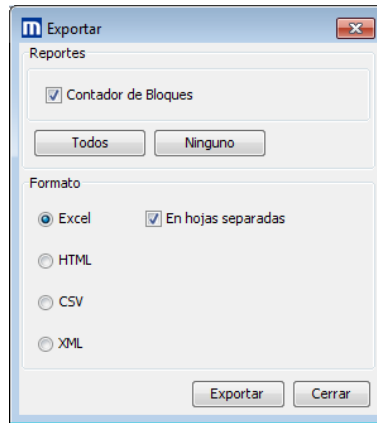 Exportar
Reportes
Contador de Bloques
Todos Ninguno
Formato
Excel En hojas separadas
HTML
CSV
XML
Exportar Cerrar